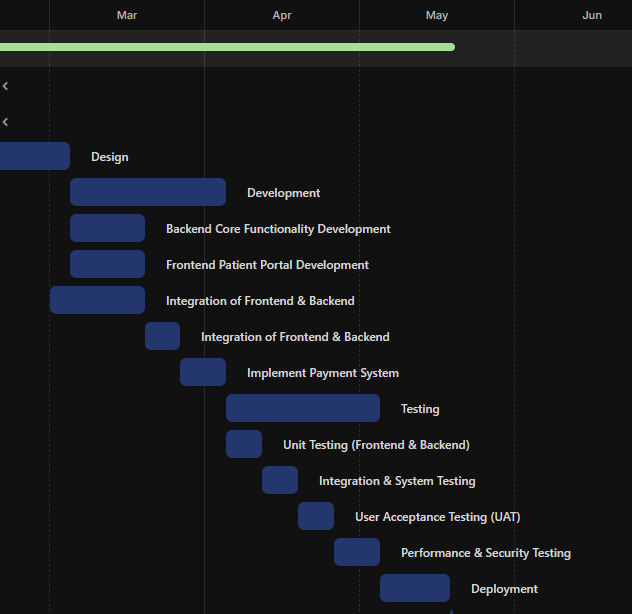 Mar Apr May Jun
Design
Development
Backend Core Functionality Development
Frontend Patient Portal Development
Integration of Frontend & Backend
Integration of Frontend & Backend
Implement Payment System
Testing
Unit Testing (Frontend & Backend)
Integration & System Testing
User Acceptance Testing (UAT)
Performance & Security Testing
Deployment